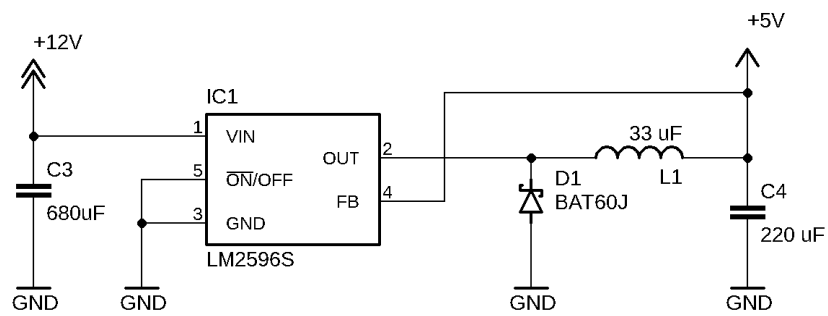 +12V
+5V
IC1
1
VIN
OUT
2
5
ON/OFF
FB
4
3
GND
LM2596S
C3
680uF
33 uF
L1
D1
BAT60J
C4
220 uF
GND
GND
GND
GND